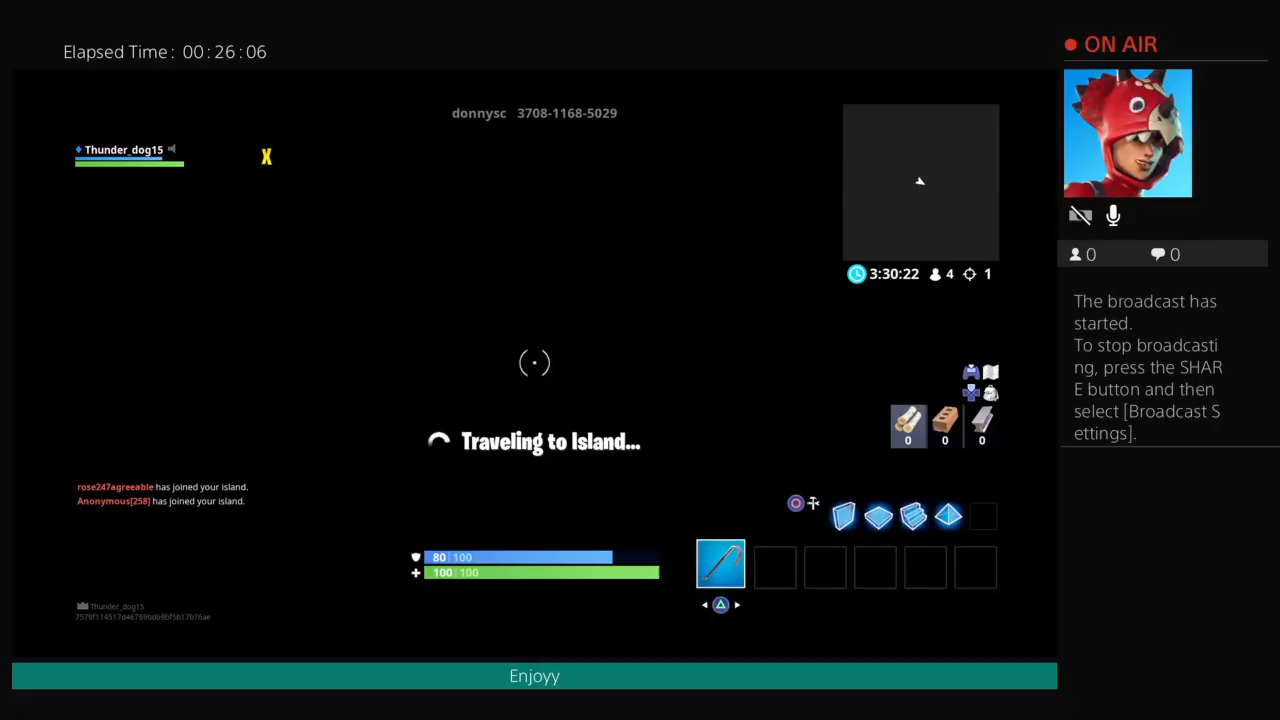 Elapsed Time: 00:26:06
ON AIR
donnysc 3708-1168-5029
Thunder_dog15
X
3:30:22 4 1
0 0
The broadcast has
started.
To stop broadcasti
ng, press the SHAR
E button and then
select [Broadcast S
ettings].
0 0 0
Traveling to Island...
rose247agreeable has joined your island.
Anonymous[258] has joined your island.
80 | 100
100 | 100
Thunder_dog15
Enjoyy